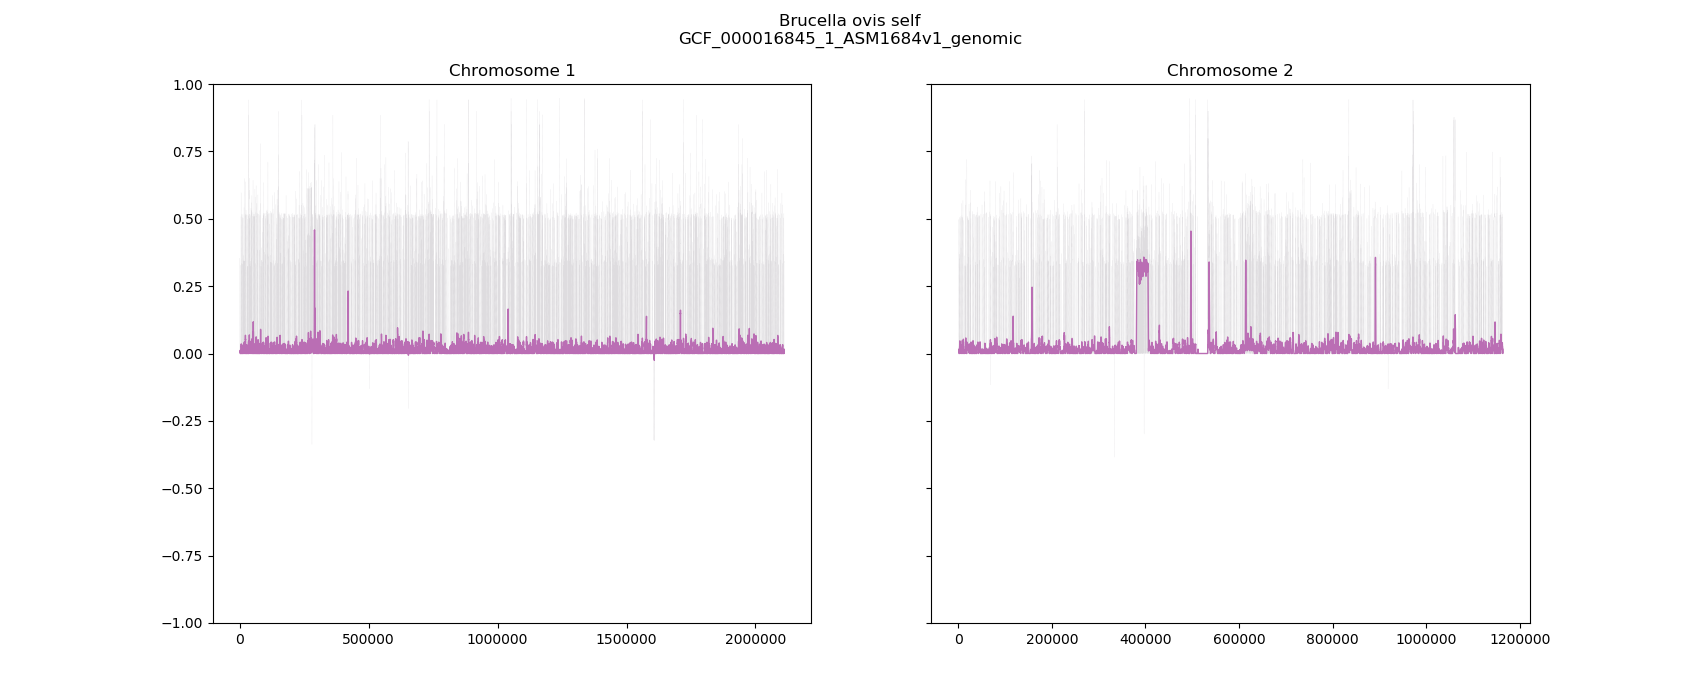 Brucella ovis self
GCF_000016845_1_ASM1684v1_genomic
Chromosome 1
Chromosome 2
1.00
0.75
0.50
0.25
0.00
−0.25
−0.50
−0.75
−1.00
0 500000 1000000 1500000 2000000
0 200000 400000 600000 800000 1000000 1200000